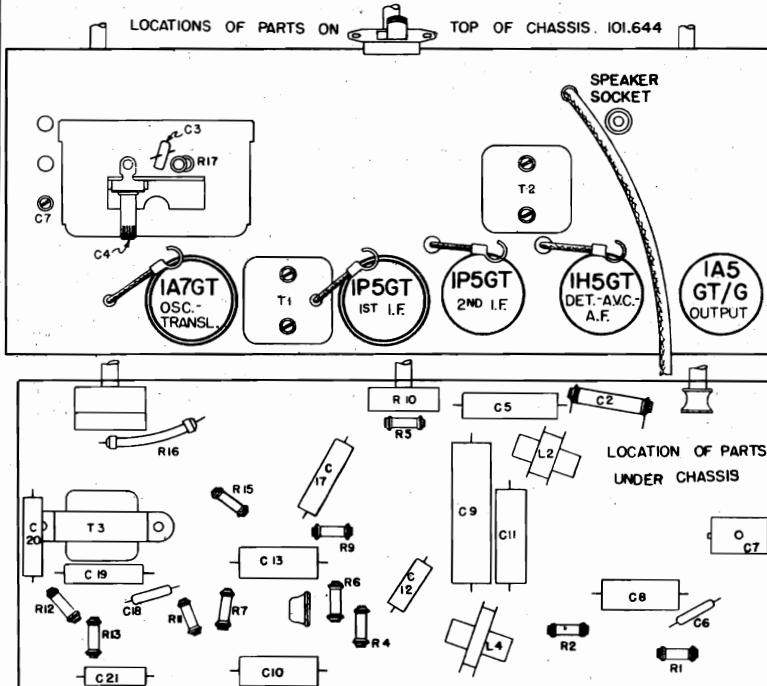 LOCATIONS OF PARTS ON TOP OF CHASSIS. 101.644
SPEAKER
SOCKET
C3
R17
C7
C4
T2
T1
1A7GT
OSC.-
TRANSL.
1P5GT
1ST I.F.
1P5GT
2ND I.F.
1H5GT
DET.-A.V.C.-
A.F.
1A5
GT/G
OUTPUT
R 10
R5
C5
C2
R16
L2
LOCATION OF PARTS
UNDER CHASSIS
C
17
R15
C9
C11
C
20
T3
R9
C7
C 13
C 19
C
12
C8
R12
C18
R11
R7
R6
R4
C6
R13
L4
R2
R1
C 21
C10